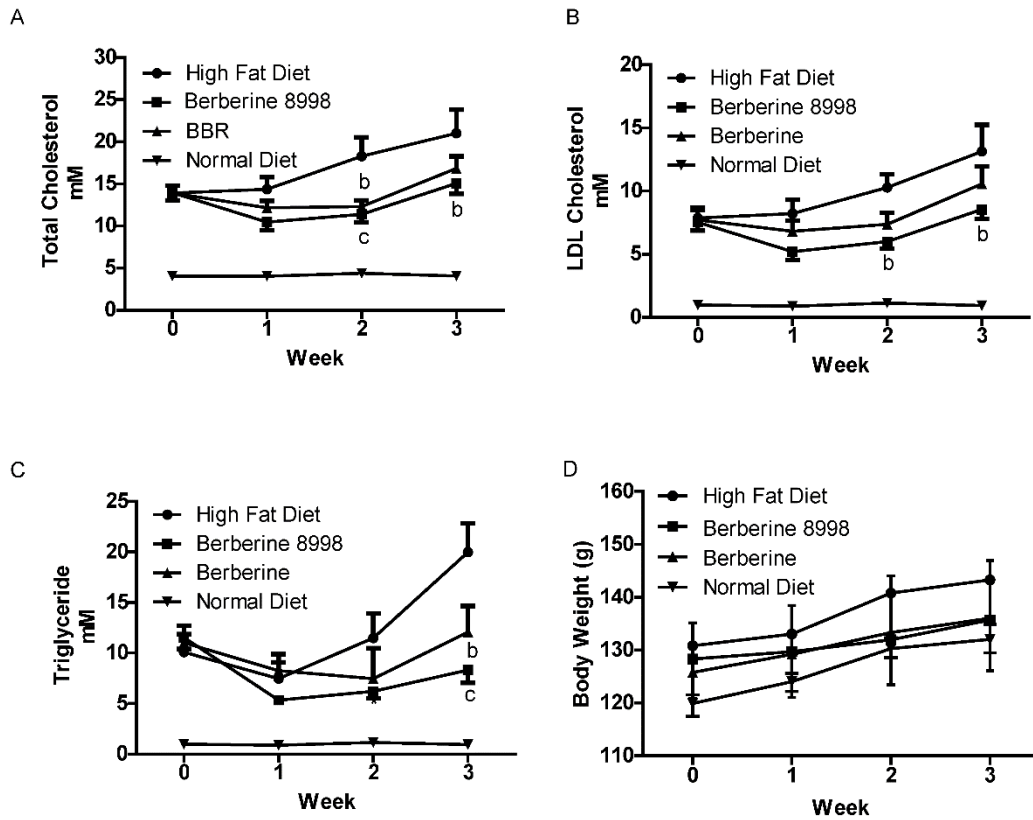 A
30
25
20
15
10
5
0
Total Cholesterol
mM
High Fat Diet
Berberine 8998
BBR
Normal Diet
b
c
b
0 1 2 3
Week
B
20
15
10
5
0
LDL Cholesterol
mM
High Fat Diet
Berberine 8998
Berberine
Normal Diet
b
b
0 1 2 3
Week
C
25
20
15
10
5
0
Triglyceride
mM
High Fat Diet
Berberine 8998
Berberine
Normal Diet
*
b
c
0 1 2 3
Week
D
160
150
140
130
120
110
Body Weight (g)
High Fat Diet
Berberine 8998
Berberine
Normal Diet
0 1 2 3
Week